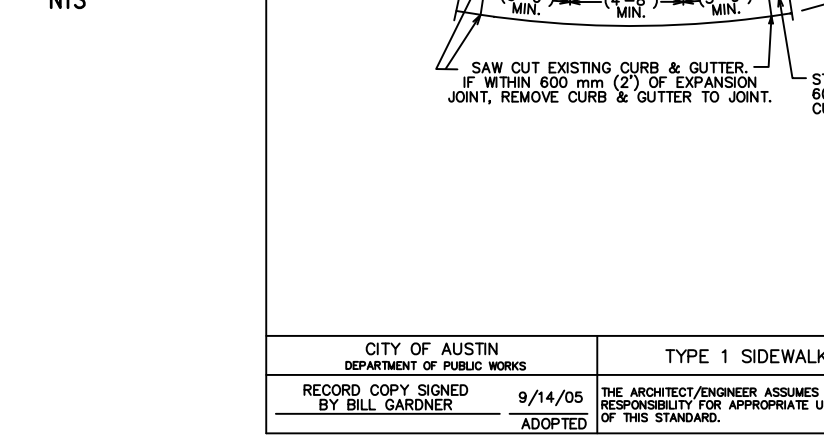 NTS
MIN.
MIN.
MIN.
SAW CUT EXISTING CURB & GUTTER.
IF WITHIN 600 mm (2') OF EXPANSION
JOINT, REMOVE CURB & GUTTER TO JOINT.
CITY OF AUSTIN
DEPARTMENT OF PUBLIC WORKS
TYPE 1 SIDEWALK
RECORD COPY SIGNED
BY BILL GARDNER
9/14/05
ADOPTED
THE ARCHITECT/ENGINEER ASSUMES
RESPONSIBILITY FOR APPROPRIATE U
OF THIS STANDARD.